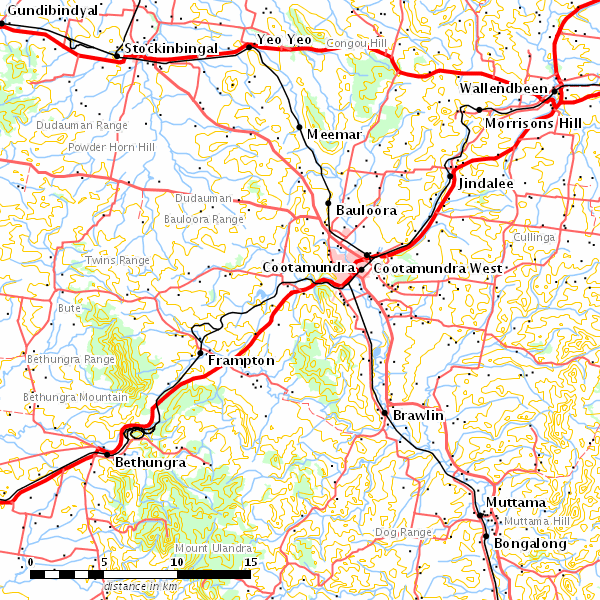 Gundibindyal
Yeo Yeo
Congou Hill
Stockinbingal
Wallendbeen
Dudauman Range
Morrisons Hill
Meemar
Powder Horn Hill
Jindalee
Dudauman
Bauloora
Bauloora Range
Cullinga
Twins Range
Cootamundra
Cootamundra West
Bute
Bethungra Range
Frampton
Bethungra Mountain
Brawlin
Bethungra
Muttama
Muttama Hill
Dog Range
Bongalong
Mount Ulandra
0 5 10 15
distance in km